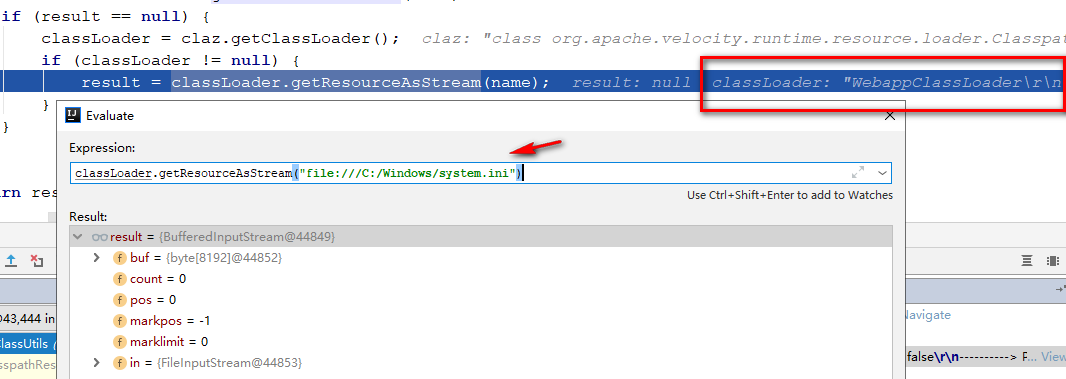 if (result == null) {
classLoader = claz.getClassLoader(); claz: "class org.apache.velocity.runtime.resource.loader.Classpat
if (classLoader != null) {
result = classLoader.getResourceAsStream(name); result: null classLoader: "WebappClassLoader\r\n
}
}
Evaluate
Expression:
classLoader.getResourceAsStream("file:///C:/Windows/system.ini")
Use Ctrl+Shift+Enter to add to Watches
Result:
result = {BufferedInputStream@44849}
f buf = {byte[8192]@44852}
f count = 0
f pos = 0
f markpos = -1
f marklimit = 0
f in = {FileInputStream@44853}
urn res
@43,444 in
ClassUtils (
sspathRes
Navigate
false\r\n----------> P... View